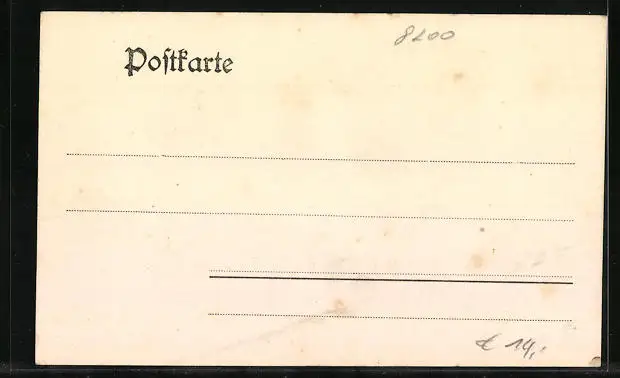 8200
Postkarte
€ 14,-